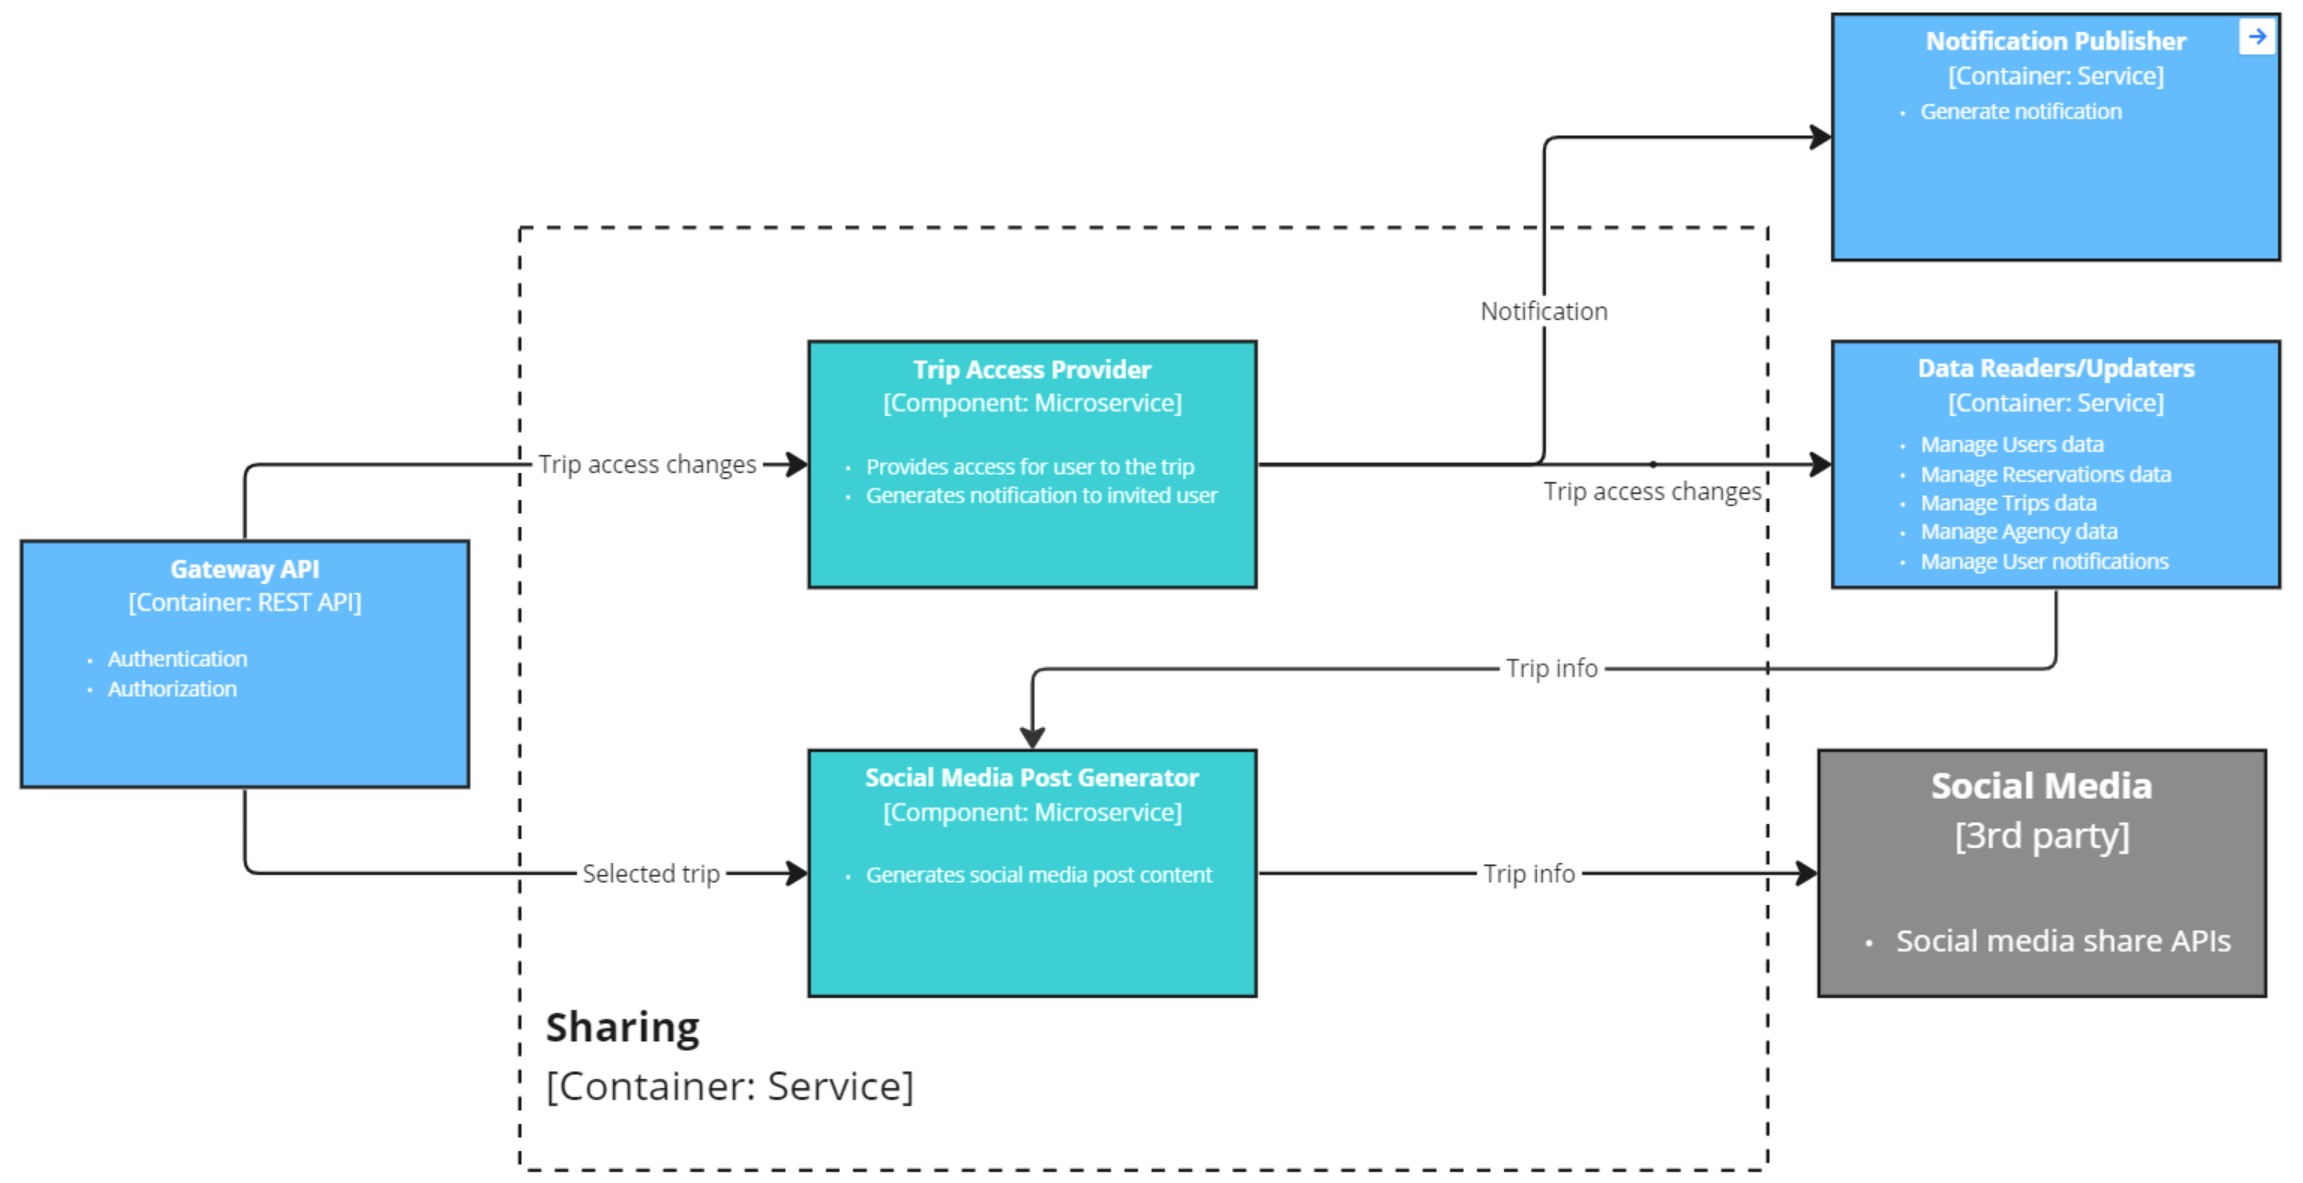 Notification Publisher
[Container: Service]
• Generate notification
Notification
Trip Access Provider
[Component: Microservice]
• Provides access for user to the trip
• Generates notification to invited user
Data Readers/Updaters
[Container: Service]
• Manage Users data
• Manage Reservations data
• Manage Trips data
• Manage Agency data
• Manage User notifications
Trip access changes
Trip access changes
Gateway API
[Container: REST API]
• Authentication
• Authorization
Trip info
Social Media Post Generator
[Component: Microservice]
• Generates social media post content
Social Media
[3rd party]
• Social media share APIs
Selected trip
Trip info
Sharing
[Container: Service]